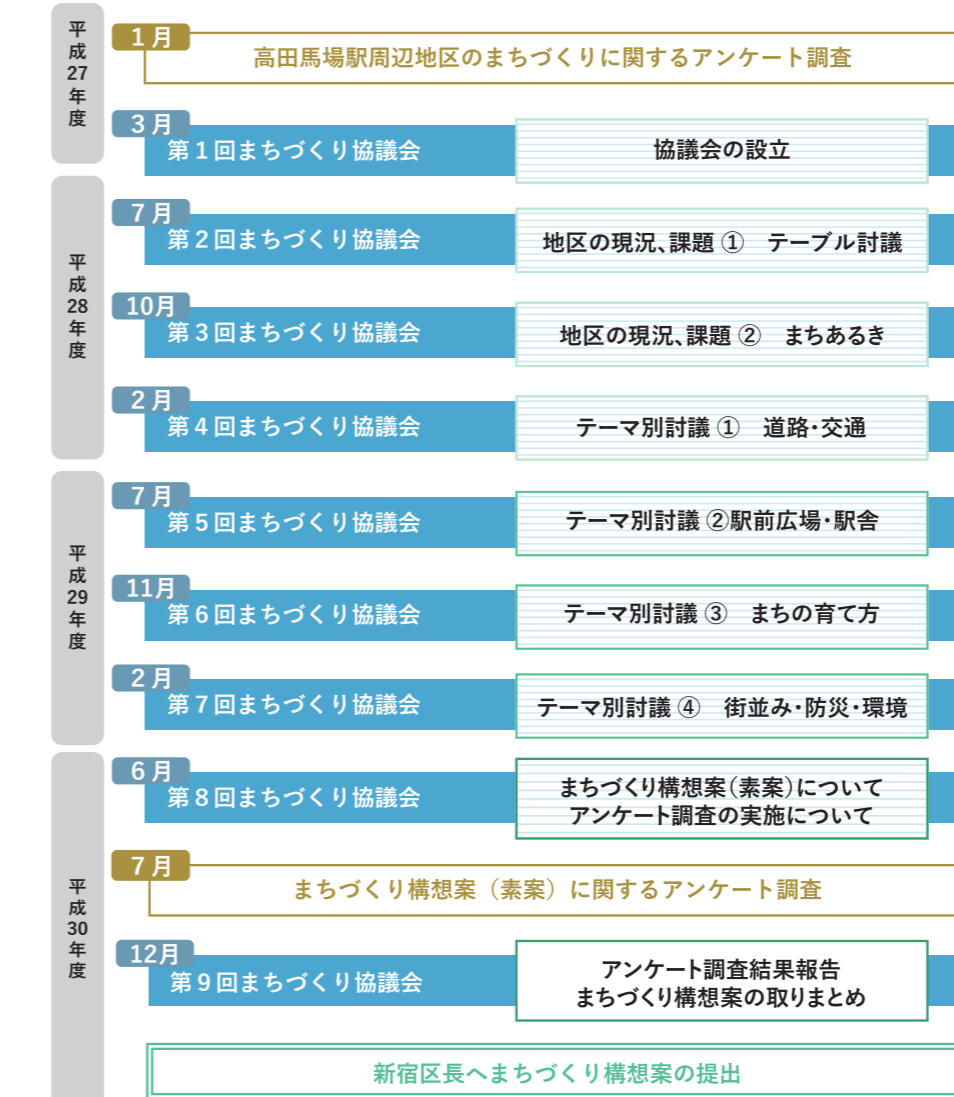 平成27年度
1月
高田馬場駅周辺地区のまちづくりに関するアンケート調査
3月
第1回まちづくり協議会
協議会の設立
平成28年度
7月
第2回まちづくり協議会
地区の現況、課題 ①　テーブル討議
10月
第3回まちづくり協議会
地区の現況、課題 ②　まちあるき
2月
第4回まちづくり協議会
テーマ別討議 ①　道路・交通
平成29年度
7月
第5回まちづくり協議会
テーマ別討議 ②駅前広場・駅舎
11月
第6回まちづくり協議会
テーマ別討議 ③　まちの育て方
2月
第7回まちづくり協議会
テーマ別討議 ④　街並み・防災・環境
平成30年度
6月
第8回まちづくり協議会
まちづくり構想案（素案）について
アンケート調査の実施について
7月
まちづくり構想案（素案）に関するアンケート調査
12月
第9回まちづくり協議会
アンケート調査結果報告
まちづくり構想案の取りまとめ
新宿区長へまちづくり構想案の提出